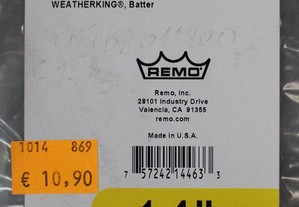 WEATHERKING®, Batter
REMO®
Remo, Inc.
28101 Industry Drive
Valencia, CA 91355
remo.com
Made in U.S.A.
1014 869
€ 10,90
7 57242 14463 3
14"